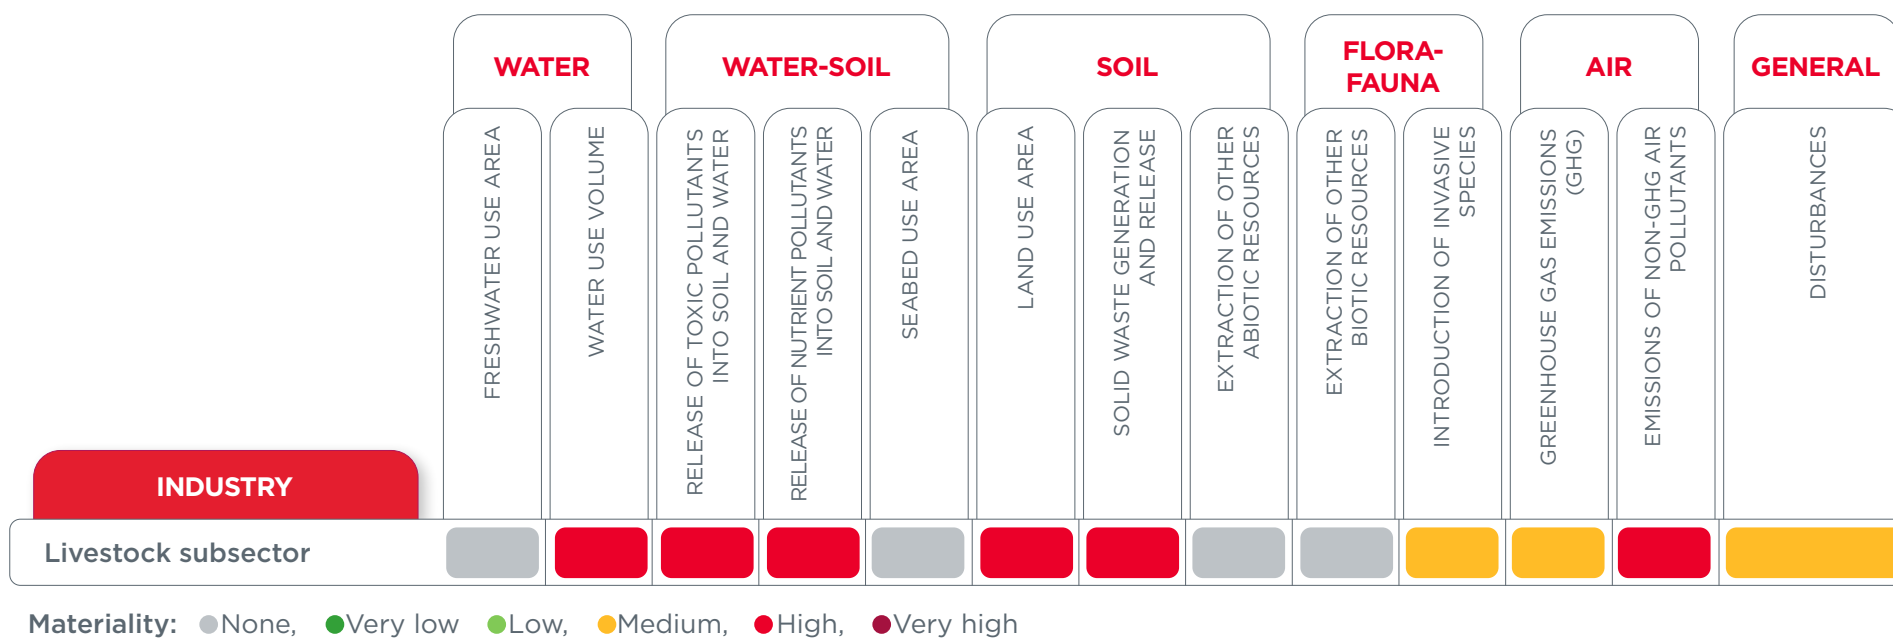 WATER
WATER-SOIL
SOIL
FLORA-
FAUNA
AIR
GENERAL
FRESHWATER USE AREA
WATER USE VOLUME
RELEASE OF TOXIC POLLUTANTS
INTO SOIL AND WATER
RELEASE OF NUTRIENT POLLUTANTS
INTO SOIL AND WATER
SEABED USE AREA
LAND USE AREA
SOLID WASTE GENERATION
AND RELEASE
EXTRACTION OF OTHER
ABIOTIC RESOURCES
EXTRACTION OF OTHER
BIOTIC RESOURCES
INTRODUCTION OF INVASIVE
SPECIES
GREENHOUSE GAS EMISSIONS
(GHG)
EMISSIONS OF NON-GHG AIR
POLLUTANTS
DISTURBANCES
INDUSTRY
Livestock subsector
Materiality: None, Very low Low, Medium, High, Very high